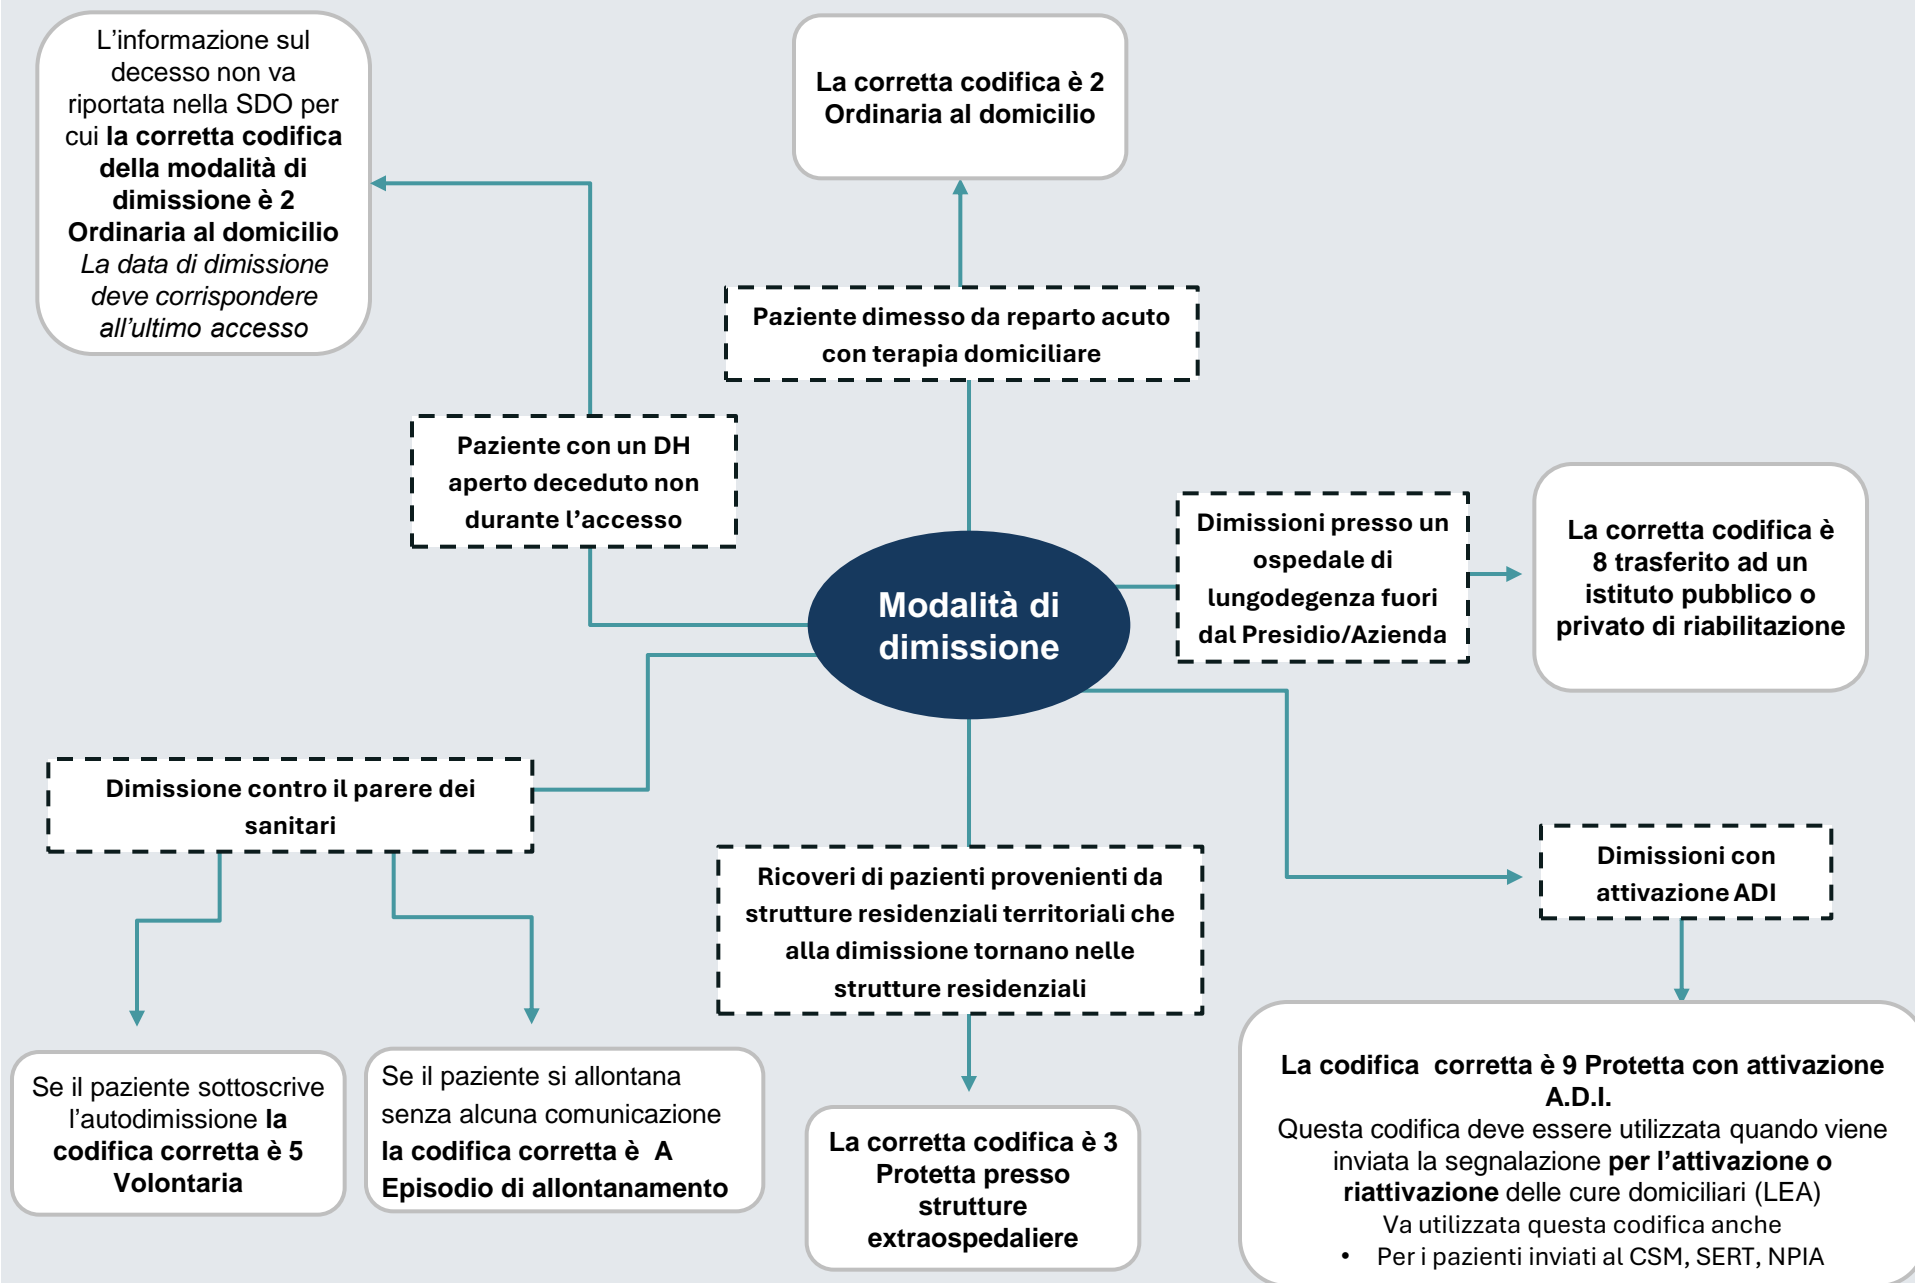 L'informazione sul
decesso non va
riportata nella SDO per
cui la corretta codifica
della modalità di
dimissione è 2
Ordinaria al domicilio
La data di dimissione
deve corrispondere
all'ultimo accesso
La corretta codifica è 2
Ordinaria al domicilio
Paziente dimesso da reparto acuto
con terapia domiciliare
Paziente con un DH
aperto deceduto non
durante l'accesso
Dimissioni presso un
ospedale di
lungodegenza fuori
dal Presidio/Azienda
La corretta codifica è
8 trasferito ad un
istituto pubblico o
privato di riabilitazione
Modalità di
dimissione
Dimissione contro il parere dei
sanitari
Ricoveri di pazienti provenienti da
strutture residenziali territoriali che
alla dimissione tornano nelle
strutture residenziali
Dimissioni con
attivazione ADI
Se il paziente sottoscrive
l'autodimissione la
codifica corretta è 5
Volontaria
Se il paziente si allontana
senza alcuna comunicazione
la codifica corretta è  A
Episodio di allontanamento
La corretta codifica è 3
Protetta presso
strutture
extraospedaliere
La codifica  corretta è 9 Protetta con attivazione
A.D.I.
Questa codifica deve essere utilizzata quando viene
inviata la segnalazione per l'attivazione o
riattivazione delle cure domiciliari (LEA)
Va utilizzata questa codifica anche
• Per i pazienti inviati al CSM, SERT, NPIA